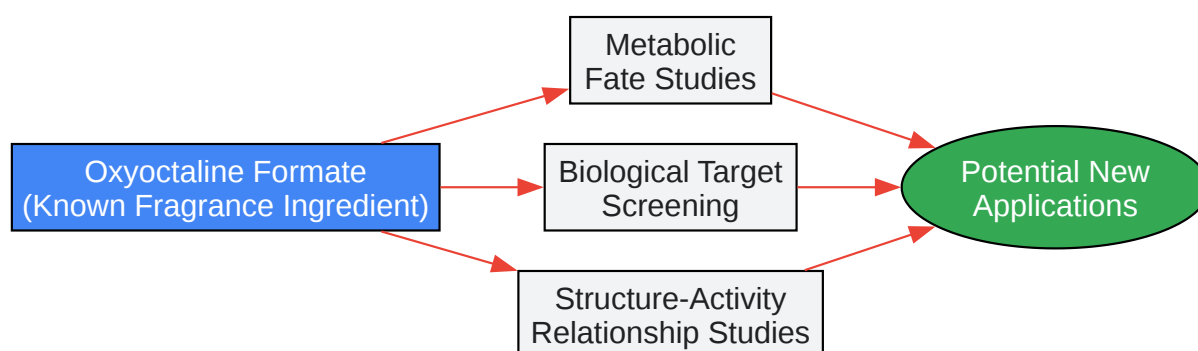 Metabolic
Fate Studies
Oxyoctaline Formate
(Known Fragrance Ingredient)
Biological Target
Screening
Potential New
Applications
Structure-Activity
Relationship Studies